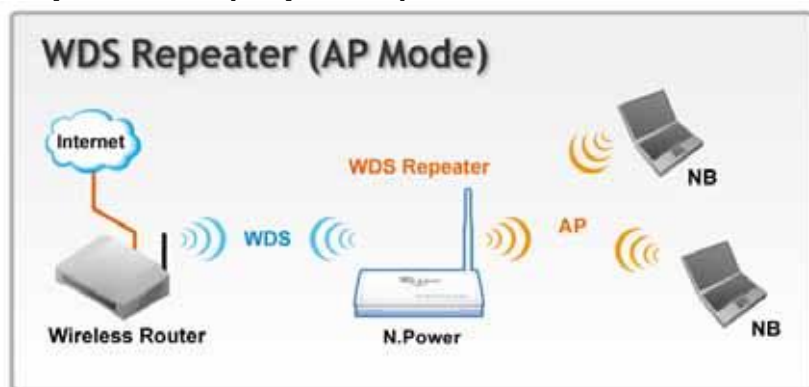 WDS Repeater (AP Mode)
Internet
WDS Repeater
NB
WDS
AP
Wireless Router
N.Power
NB